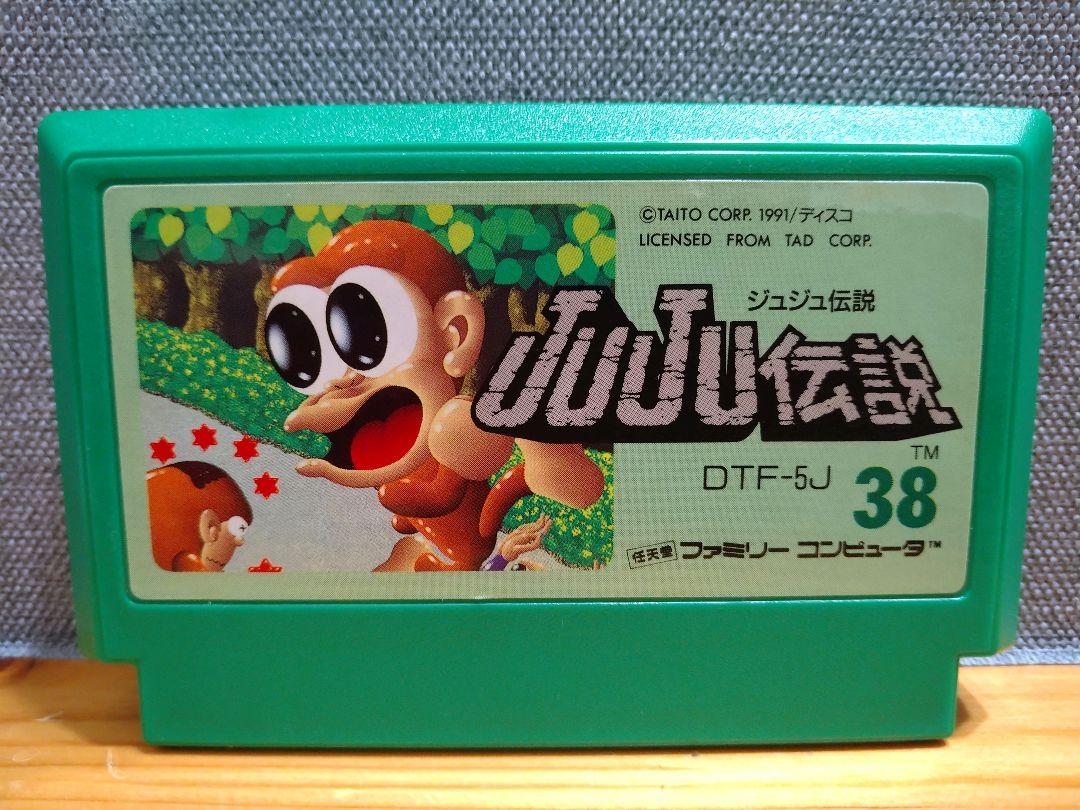 ©TAITO CORP. 1991/ディスコ
LICENSED FROM TAD CORP.
ジュジュ伝説
JUJU伝説
TM
DTF-5J 38
任天堂 ファミリー コンピュータ™